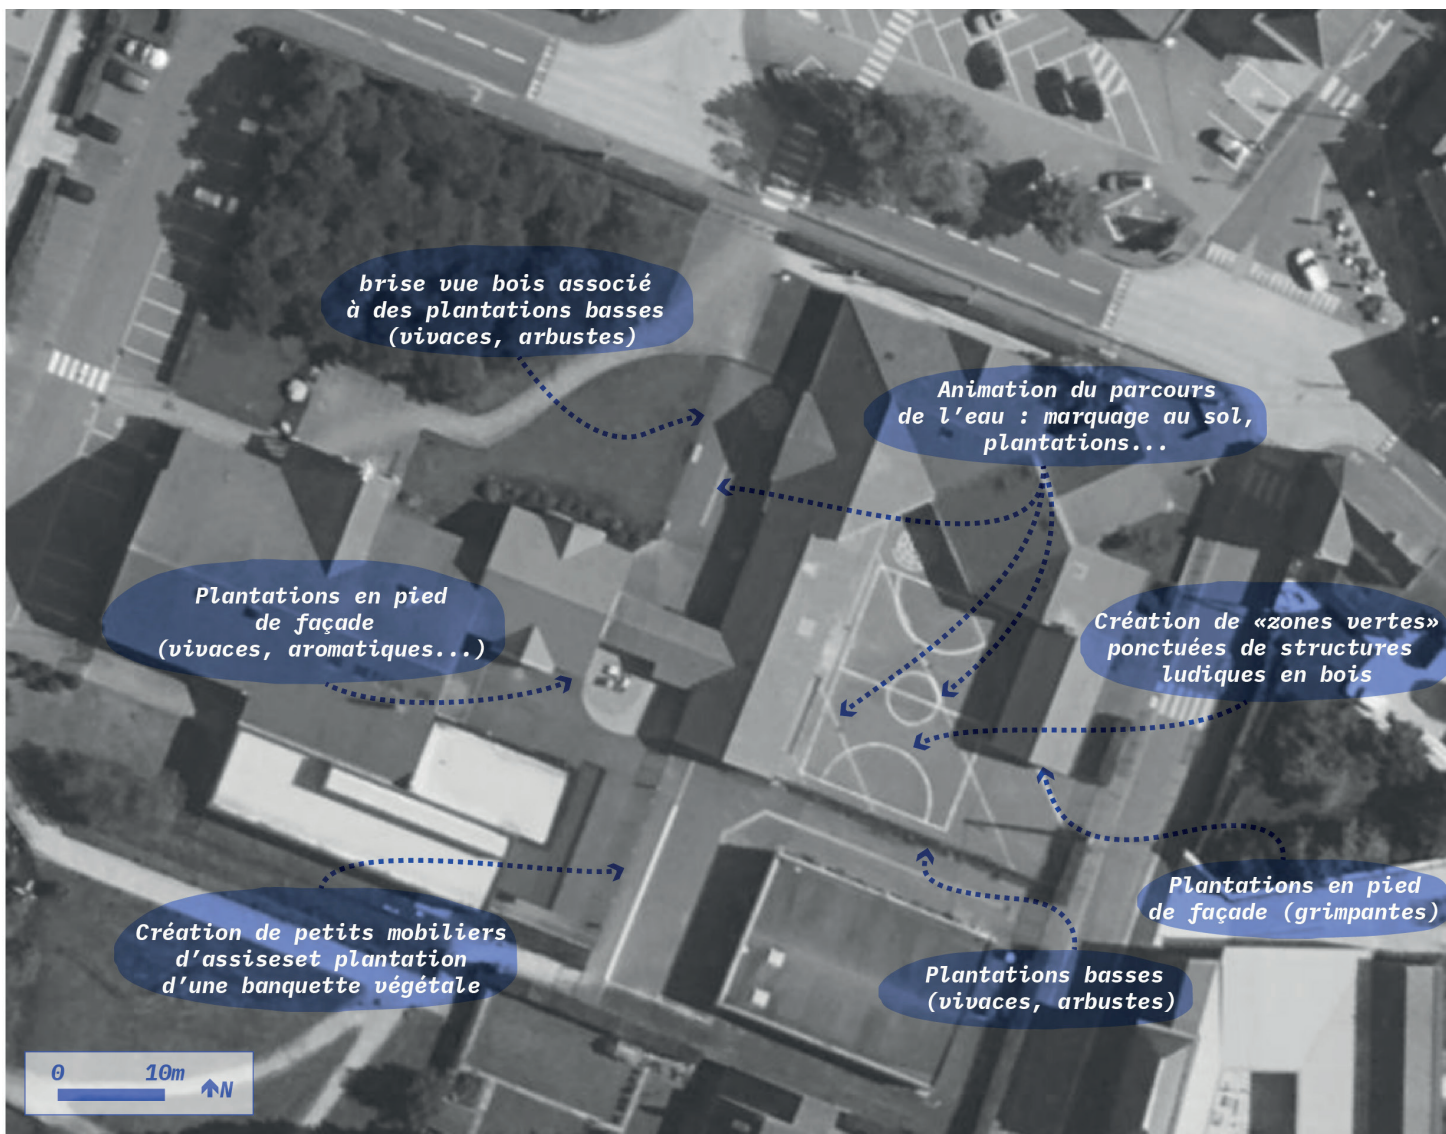 brise vue bois associé
à des plantations basses
(vivaces, arbustes)
Animation du parcours
de l’eau : marquage au sol,
plantations...
Plantations en pied
de façade
(vivaces, aromatiques...)
Création de «zones vertes»
ponctuées de structures
ludiques en bois
Plantations en pied
de façade (grimpantes)
Création de petits mobiliers
d’assiseset plantation
d’une banquette végétale
Plantations basses
(vivaces, arbustes)
0 10m N